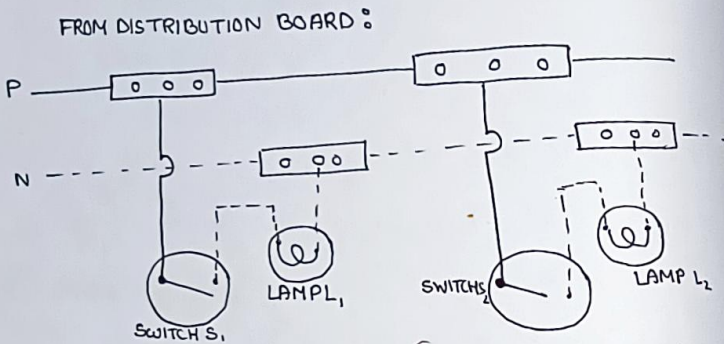 FROM DISTRIBUTION BOARD:
P
N
LAMP L₁
SWITCH S₂
LAMP L₂
SWITCH S₁